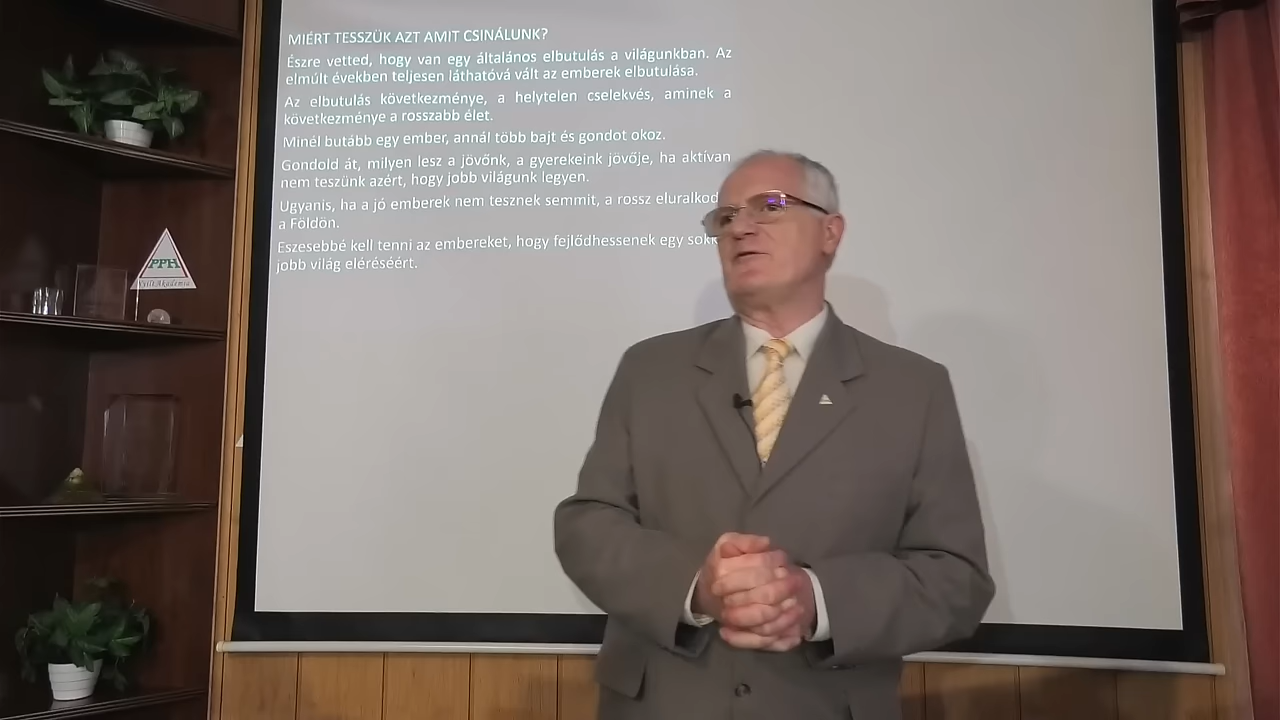 MIÉRT TESSZÜK AZT AMIT CSINÁLUNK?
Észre vetted, hogy van egy általános elbutulás a világunkban. Az
elmúlt években teljesen láthatóvá vált az emberek elbutulása.
Az elbutulás következménye, a helytelen cselekvés, aminek a
következménye a rosszabb élet.
Minél butább egy ember, annál több bajt és gondot okoz.
Gondold át, milyen lesz a jövőnk, a gyerekeink jövője, ha aktívan
nem teszünk azért, hogy jobb világunk legyen.
Ugyanis, ha a jó emberek nem tesznek semmit, a rossz eluralkod
a Földön.
Eszesebbé kell tenni az embereket, hogy fejlődhessenek egy sokk
jobb világ eléréséért.
PPH
Nyílt Akadémia